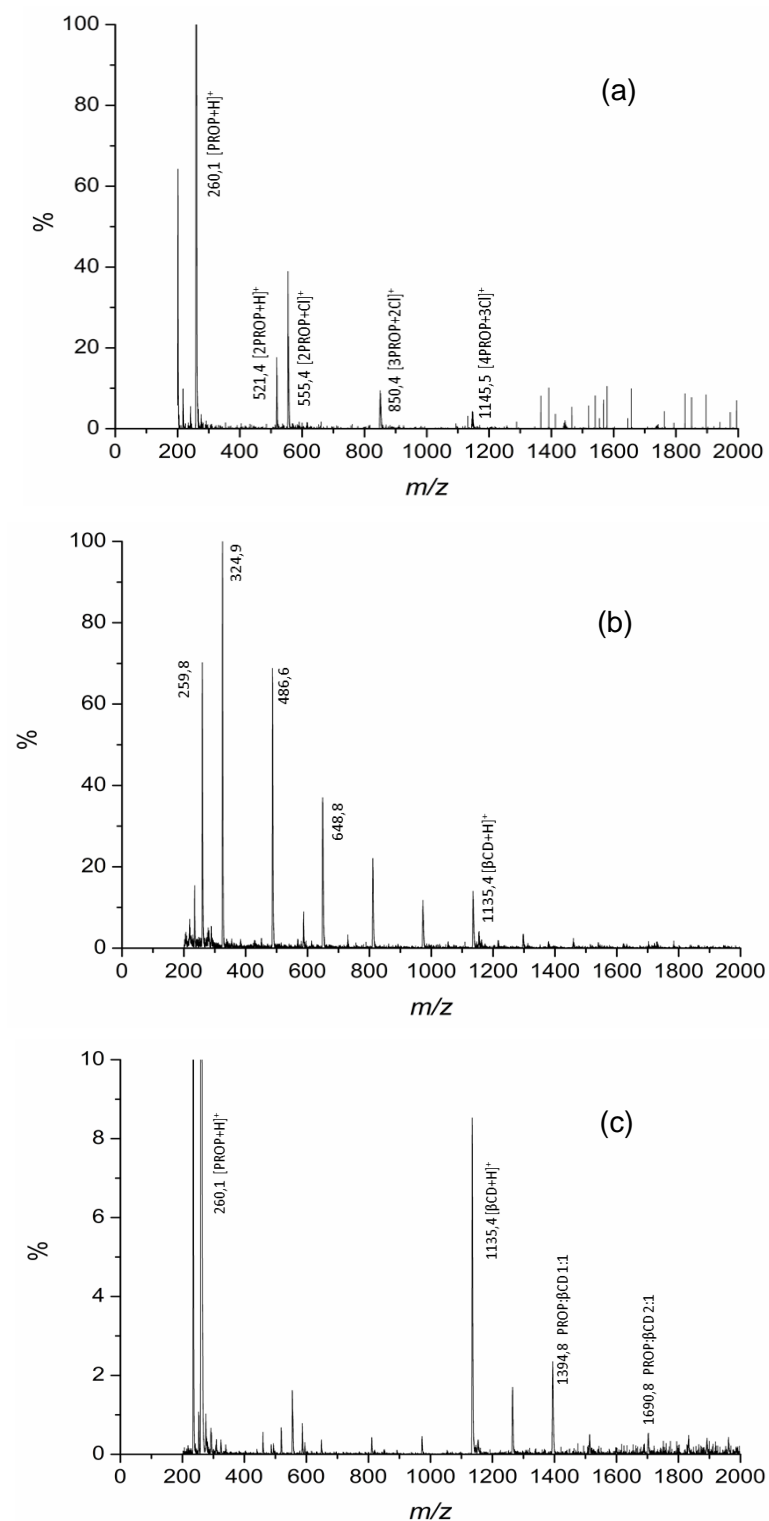 (a)
%
100
80
60
40
20
0
260,1 [PROP+H]⁺
521,4 [2PROP+H]⁺
555,4 [2PROP+Cl]⁺
850,4 [3PROP+2Cl]⁺
1145,5 [4PROP+3Cl]⁺
0 200 400 600 800 1000 1200 1400 1600 1800 2000
m/z
(b)
%
100
80
60
40
20
0
259,8
324,9
486,6
648,8
1135,4 [βCD+H]⁺
0 200 400 600 800 1000 1200 1400 1600 1800 2000
m/z
(c)
%
10
8
6
4
2
0
260,1 [PROP+H]⁺
1135,4 [βCD+H]⁺
1394,8 PROP:βCD 1:1
1690,8 PROP:βCD 2:1
0 200 400 600 800 1000 1200 1400 1600 1800 2000
m/z